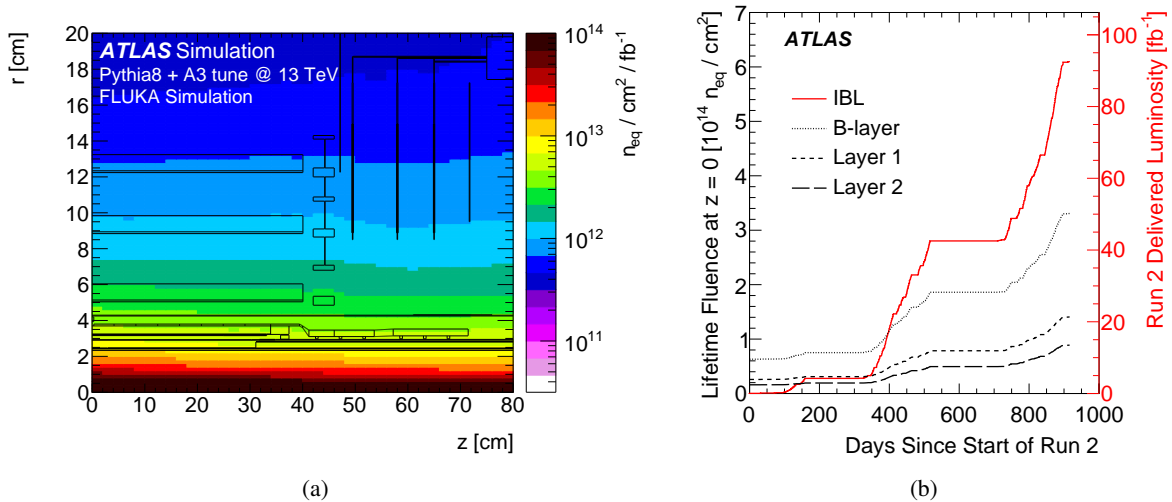 ATLAS Simulation
Pythia8 + A3 tune @ 13 TeV
FLUKA Simulation
r [cm]
20
18
16
14
12
10
8
6
4
2
0
0 10 20 30 40 50 60 70 80
z [cm]
10^14
10^13
10^12
10^11
n_eq / cm^2 / fb^-1
(a)
ATLAS
IBL
B-layer
Layer 1
Layer 2
Lifetime Fluence at z = 0 [10^14 n_eq / cm^2]
7
6
5
4
3
2
1
0
0 200 400 600 800 1000
Days Since Start of Run 2
100
80
60
40
20
0
Run 2 Delivered Luminosity [fb^-1]
(b)